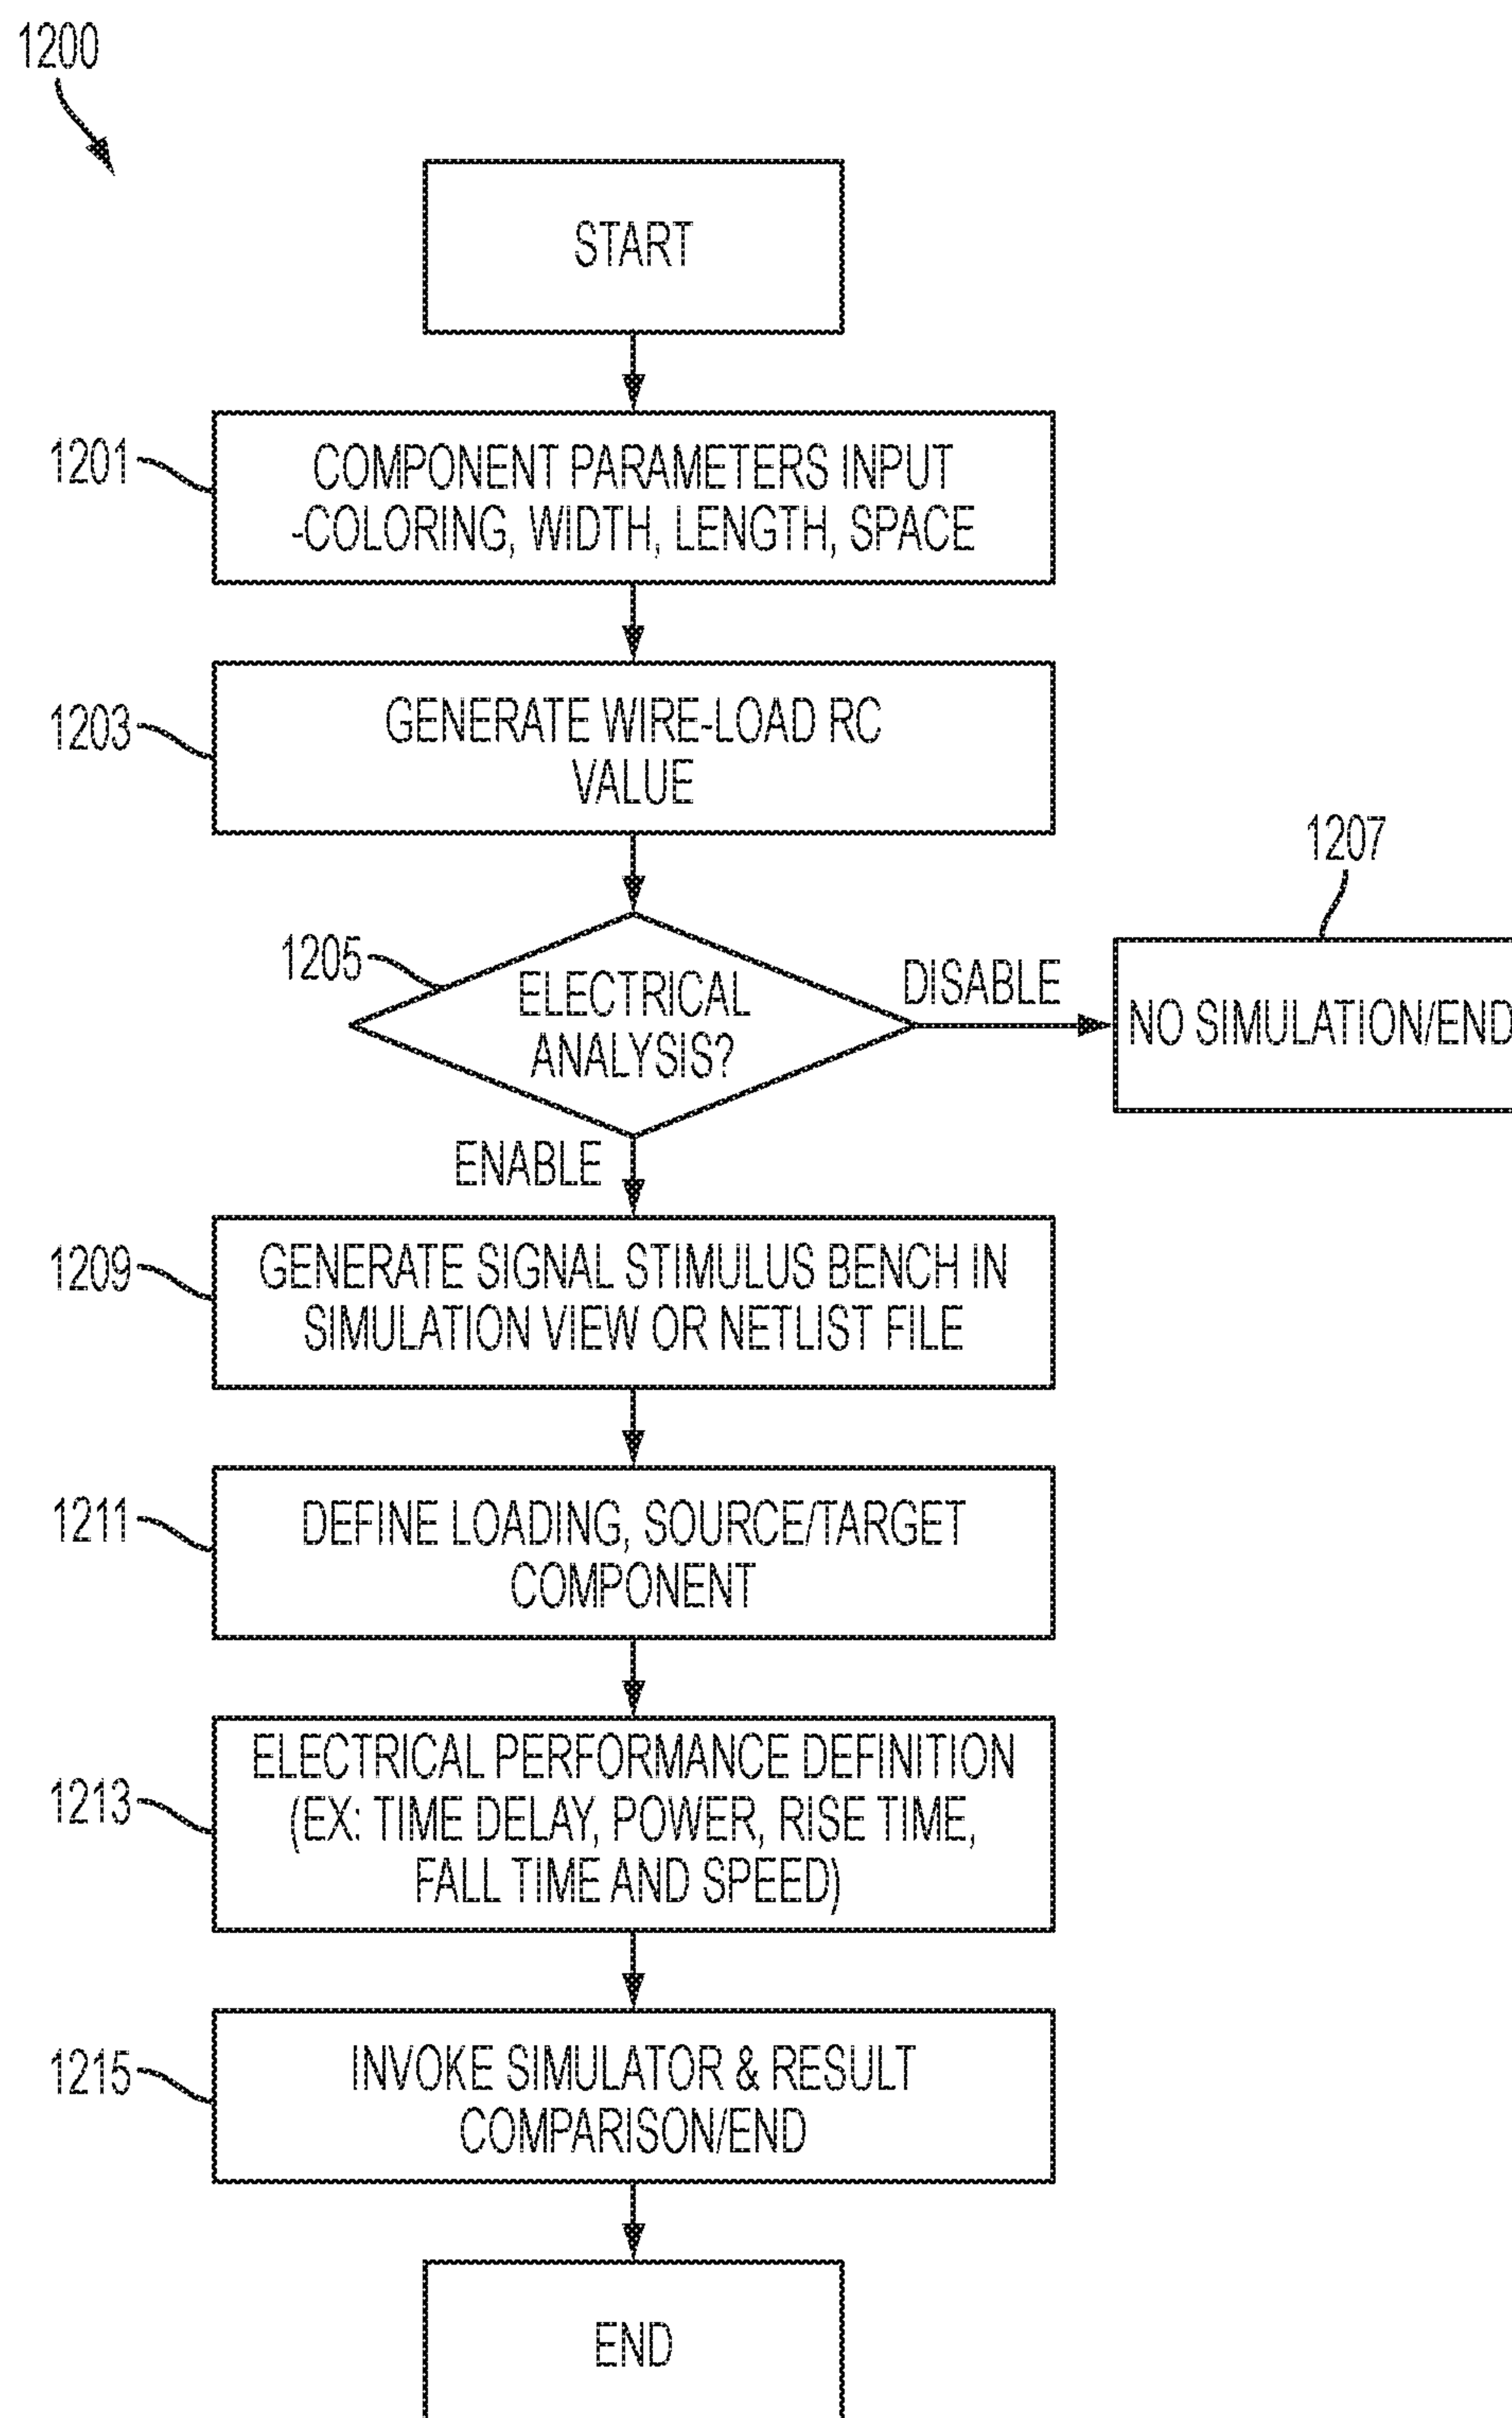 1200
START
1201
COMPONENT PARAMETERS INPUT
-COLORING, WIDTH, LENGTH, SPACE
1203
GENERATE WIRE-LOAD RC
VALUE
1205
ELECTRICAL
ANALYSIS?
DISABLE
1207
NO SIMULATION/END
ENABLE
1209
GENERATE SIGNAL STIMULUS BENCH IN
SIMULATION VIEW OR NETLIST FILE
1211
DEFINE LOADING, SOURCE/TARGET
COMPONENT
1213
ELECTRICAL PERFORMANCE DEFINITION
(EX: TIME DELAY, POWER, RISE TIME,
FALL TIME AND SPEED)
1215
INVOKE SIMULATOR & RESULT
COMPARISON/END
END